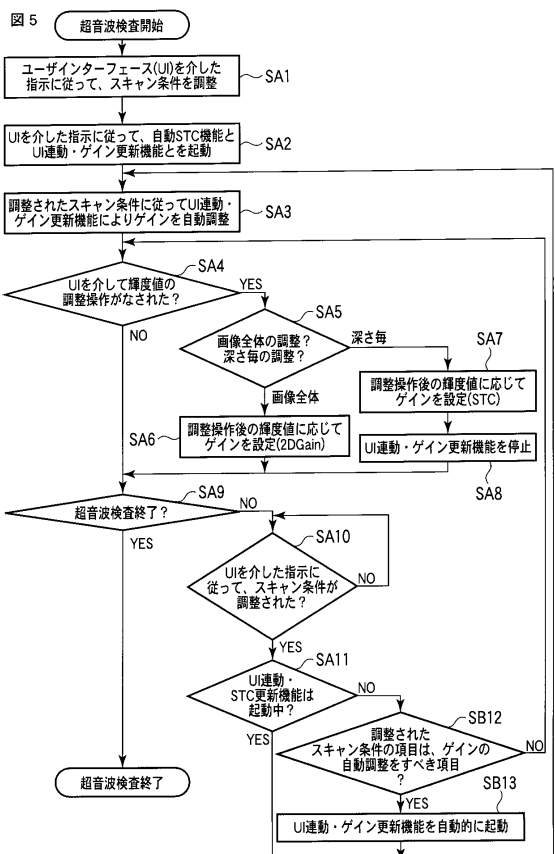 図5
超音波検査開始
ユーザインターフェース(UI)を介した
指示に従って、スキャン条件を調整
SA1
UIを介した指示に従って、自動STC機能と
UI連動・ゲイン更新機能とを起動
SA2
調整されたスキャン条件に従ってUI連動・
ゲイン更新機能によりゲインを自動調整
SA3
SA4
UIを介して輝度値の
調整操作がなされた？
YES
NO
SA5
画像全体の調整？
深さ毎の調整？
深さ毎
画像全体
SA7
調整操作後の輝度値に応じて
ゲインを設定(STC)
SA6
調整操作後の輝度値に応じて
ゲインを設定(2DGain)
UI連動・ゲイン更新機能を停止
SA8
SA9
超音波検査終了？
NO
YES
SA10
UIを介した指示に
従って、スキャン条件が
調整された？
NO
YES
SA11
UI連動・
STC更新機能は
起動中？
NO
YES
SB12
調整された
スキャン条件の項目は、ゲインの
自動調整をすべき項目
？
NO
YES
超音波検査終了
SB13
UI連動・ゲイン更新機能を自動的に起動